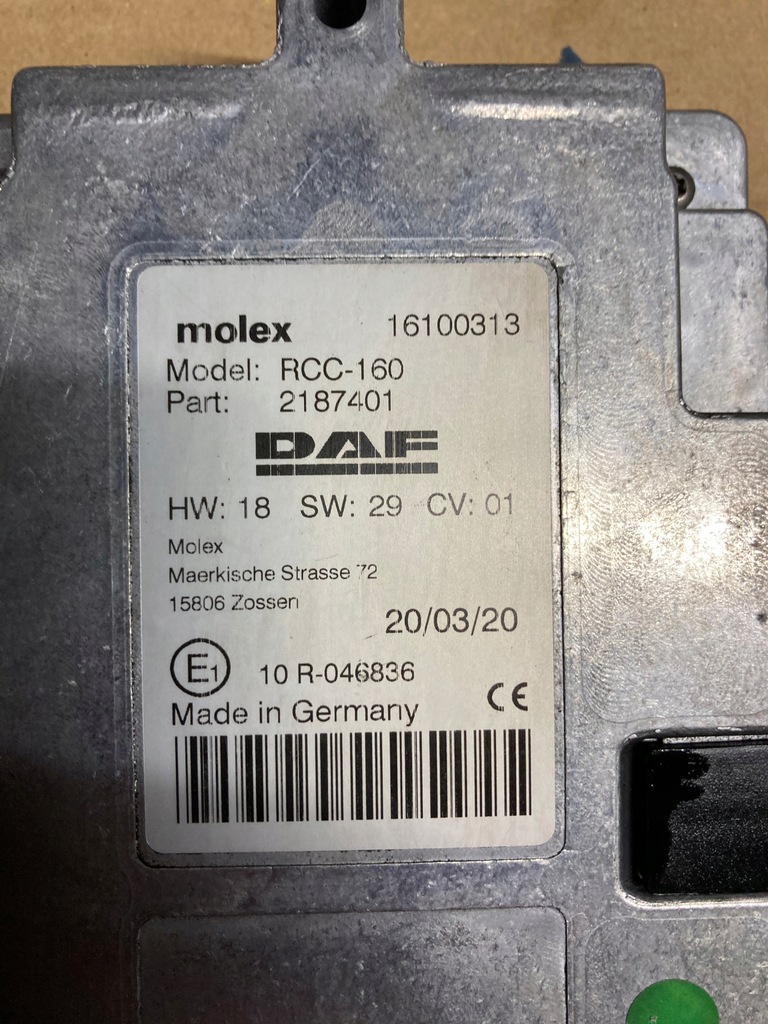 molex 16100313
Model: RCC-160
Part: 2187401
DAF
HW: 18 SW: 29 CV: 01
Molex
Maerkische Strasse 72
15806 Zossen
20/03/20
E1 10 R-046836
CE
Made in Germany